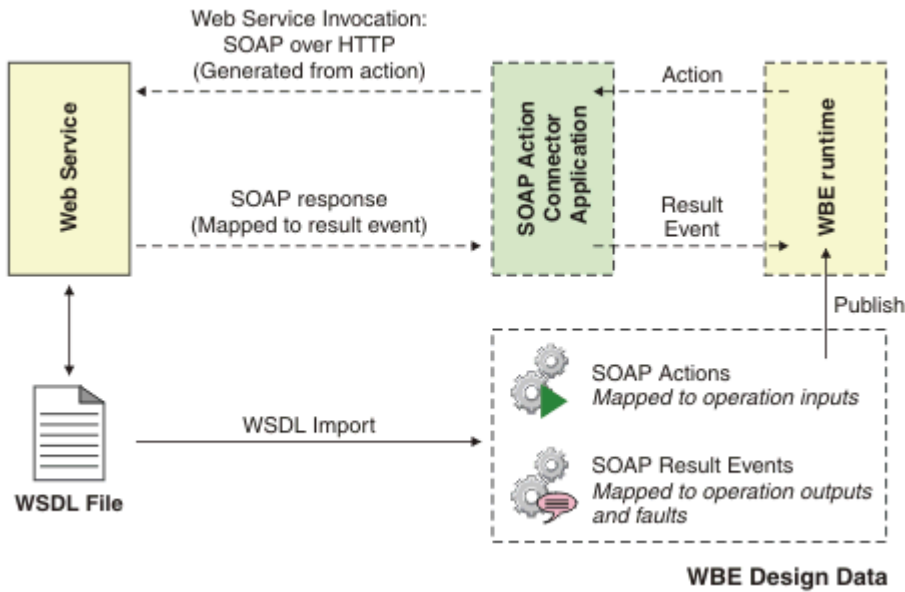 Web Service Invocation:
SOAP over HTTP
(Generated from action)
Action
Web Service
SOAP Action
Connector
Application
WBE runtime
SOAP response
(Mapped to result event)
Result
Event
Publish
SOAP Actions
Mapped to operation inputs
WSDL Import
SOAP Result Events
Mapped to operation outputs
and faults
WSDL File
WBE Design Data